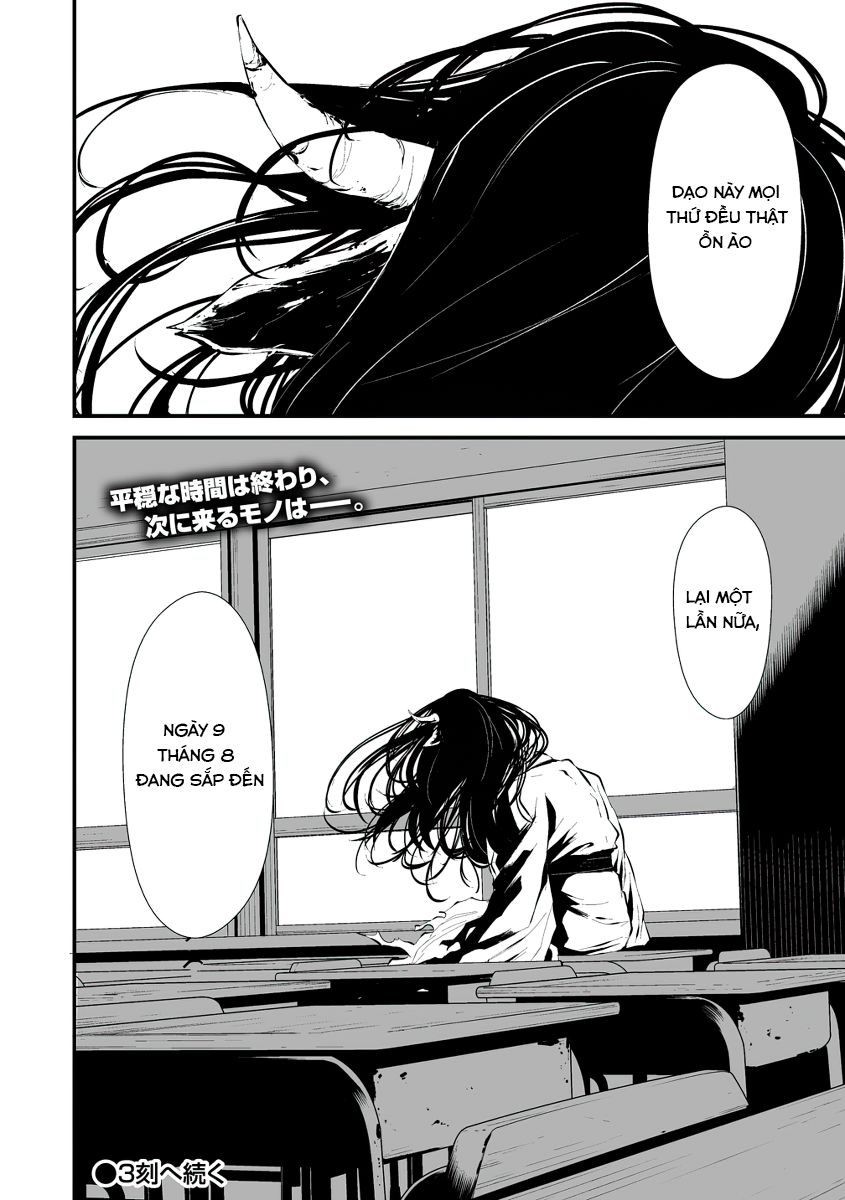 DẠO NÀY MỌI
THỨ ĐỀU THẬT
ỒN ÀO
平穏な時間は終わり、
次に来るモノは──。
LẠI MỘT
LẦN NỮA,
NGÀY 9
THÁNG 8
ĐANG SẮP ĐẾN
●3刻へ続く